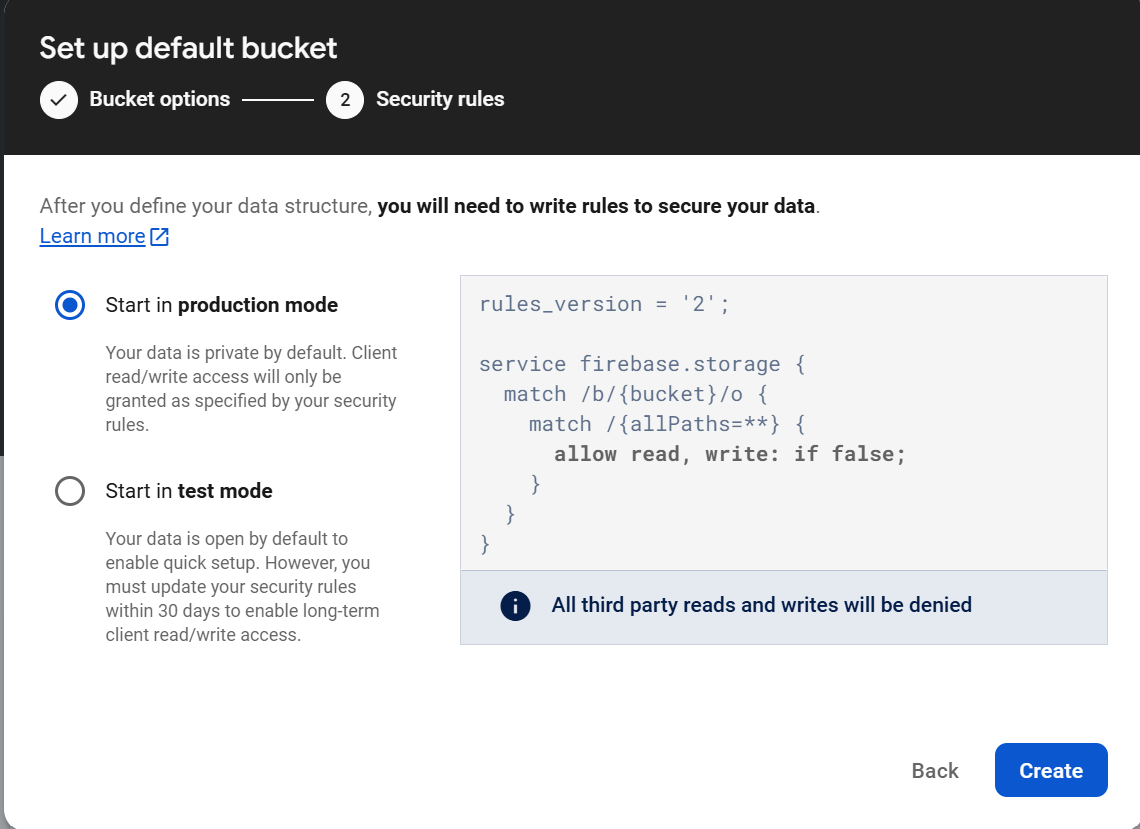 Set up default bucket
Bucket options
2
Security rules
After you define your data structure, you will need to write rules to secure your data.
Learn more
Start in production mode
Your data is private by default. Client
read/write access will only be
granted as specified by your security
rules.
Start in test mode
Your data is open by default to
enable quick setup. However, you
must update your security rules
within 30 days to enable long-term
client read/write access.
rules_version = '2';
service firebase.storage {
  match /b/{bucket}/o {
    match /{allPaths=**} {
      allow read, write: if false;
    }
  }
}
All third party reads and writes will be denied
Back
Create